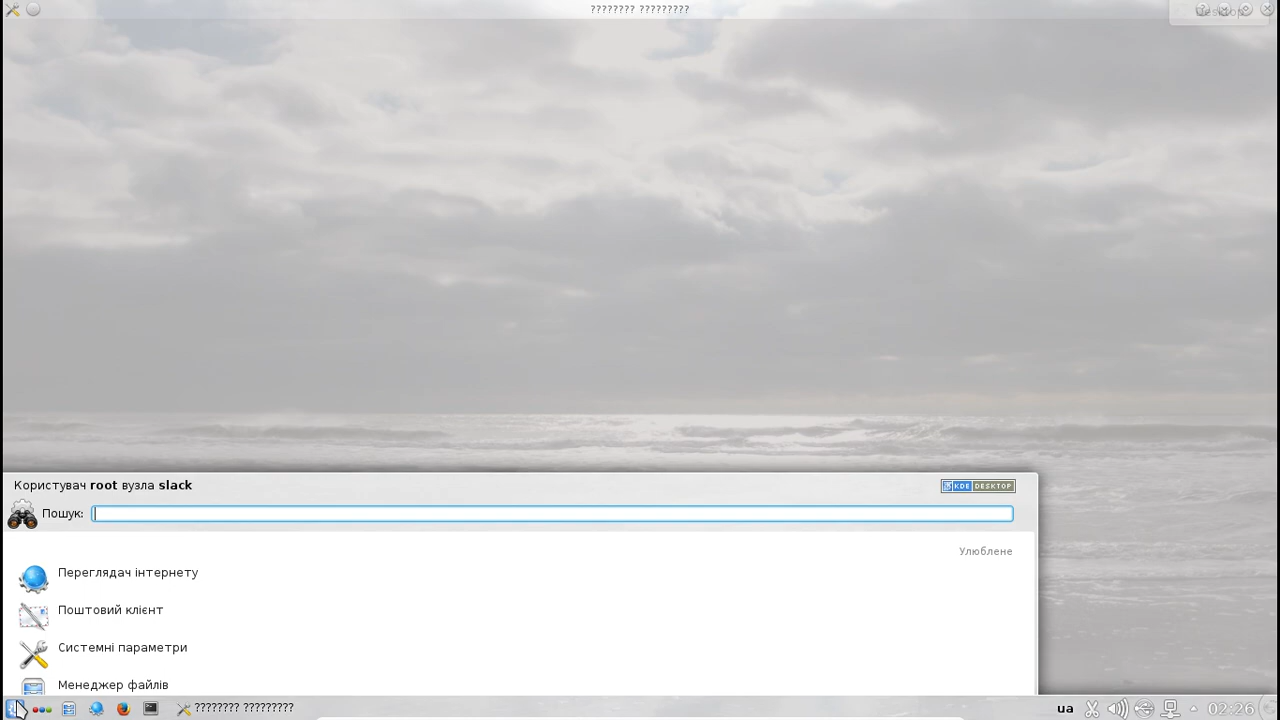 ???????? ?????????
Desktop
Користувач root вузла slack
KDE DESKTOP
Пошук:
Улюблене
Переглядач інтернету
Поштовий клієнт
Системні параметри
Менеджер файлів
???????? ?????????
ua
02:26